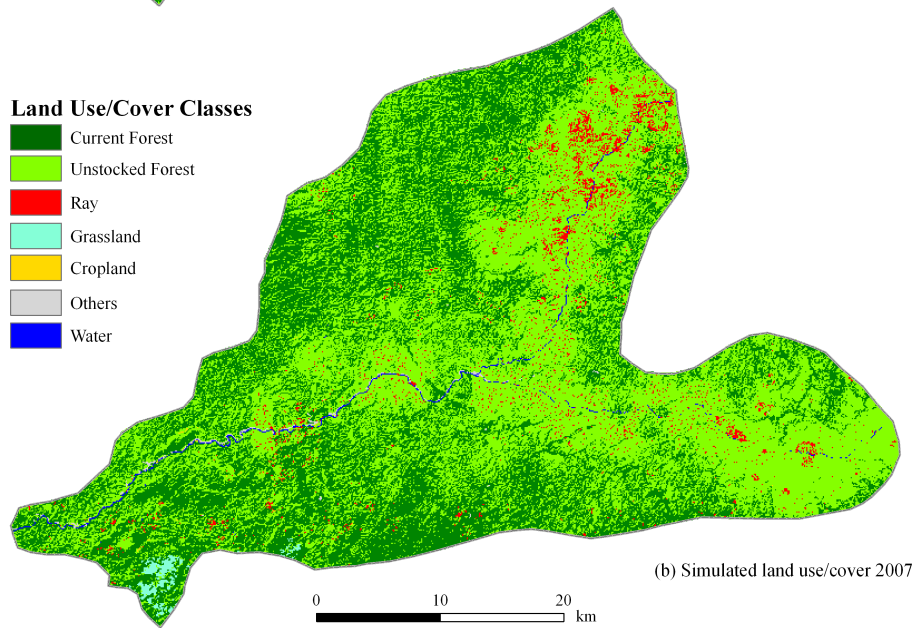 Land Use/Cover Classes
Current Forest
Unstocked Forest
Ray
Grassland
Cropland
Others
Water
(b) Simulated land use/cover 2007
0 10 20
km